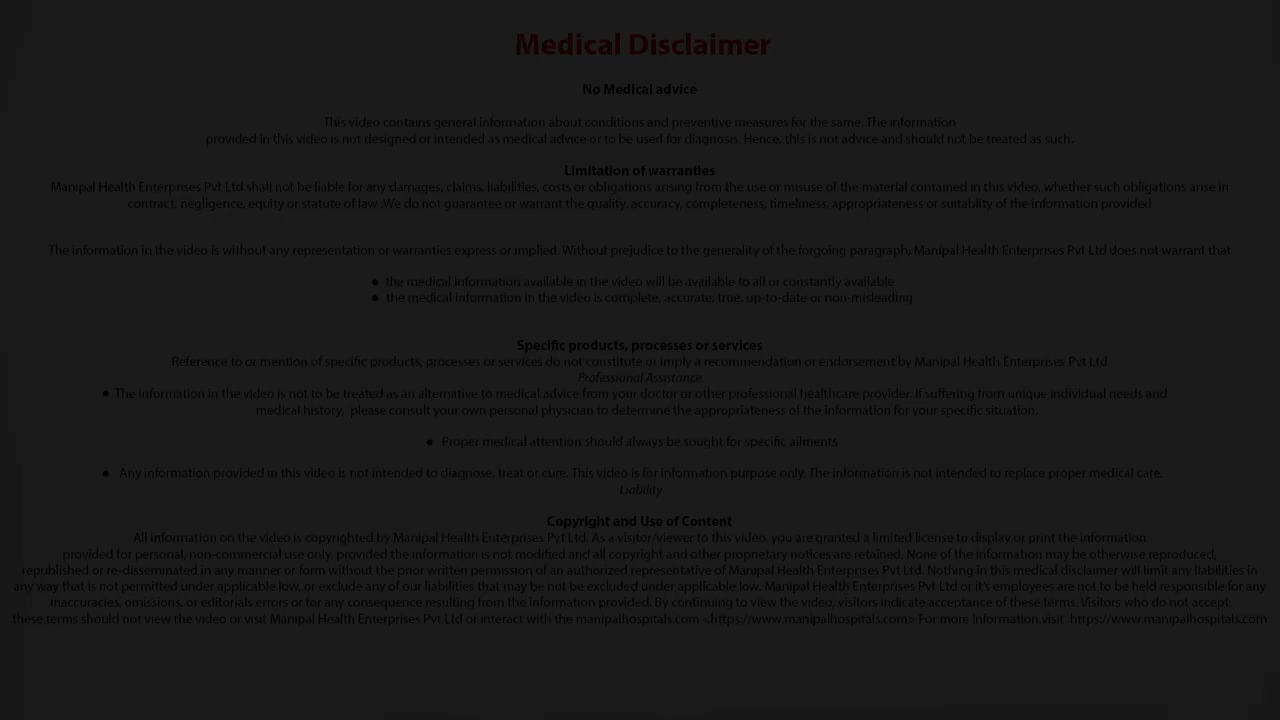 Medical Disclaimer
No Medical advice
This video contains general information about conditions and preventive measures for the same. The information
provided in this video is not designed or intended as medical advice or to be used for diagnosis. Hence, this is not advice and should not be treated as such.
Limitation of warranties
Manipal Health Enterprises Pvt Ltd shall not be liable for any damages, claims, liabilities, costs or obligations arising from the use or misuse of the material contained in this video, whether such obligations arise in
contract, negligence, equity or statute of law .We do not guarantee or warrant the quality, accuracy, completeness, timeliness, appropriateness or suitablity of the information provided
The information in the video is without any representation or warranties express or implied. Without prejudice to the generality of the forgoing paragraph, Manipal Health Enterprises Pvt Ltd does not warrant that
● the medical information available in the video will be available to all or constantly available
● the medical information in the video is complete, accurate, true, up-to-date or non-misleading
Specific products, processes or services
Reference to or mention of specific products, processes or services do not constitute or imply a recommendation or endorsement by Manipal Health Enterprises Pvt Ltd
Professional Assistance
● The information in the video is not to be treated as an alternative to medical advice from your doctor or other professional healthcare provider. If suffering from unique individual needs and
medical history, please consult your own personal physician to determine the appropriateness of the information for your specific situation.
● Proper medical attention should always be sought for specific ailments
● Any information provided in this video is not intended to diagnose, treat or cure. This video is for information purpose only. The information is not intended to replace proper medical care.
Liability
Copyright and Use of Content
All information on the video is copyrighted by Manipal Health Enterprises Pvt Ltd. As a visitor/viewer to this video, you are granted a limited license to display or print the information
provided for personal, non-commercial use only, provided the information is not modified and all copyright and other proprietary notices are retained. None of the information may be otherwise reproduced,
republished or re-disseminated in any manner or form without the prior written permission of an authorized representative of Manipal Health Enterprises Pvt Ltd. Nothing in this medical disclaimer will limit any liabilities in
any way that is not permitted under applicable low, or exclude any of our liabilities that may be not be excluded under applicable low. Manipal Health Enterprises Pvt Ltd or it's employees are not to be held responsible for any
inaccuracies, omissions, or editorials errors or for any consequence resulting from the information provided. By continuing to view the video, visitors indicate acceptance of these terms. Visitors who do not accept
these terms should not view the video or visit Manipal Health Enterprises Pvt Ltd or interact with the manipalhospitals.com <https://www.manipalhospitals.com> For more Information,visit https://www.manipalhospitals.com